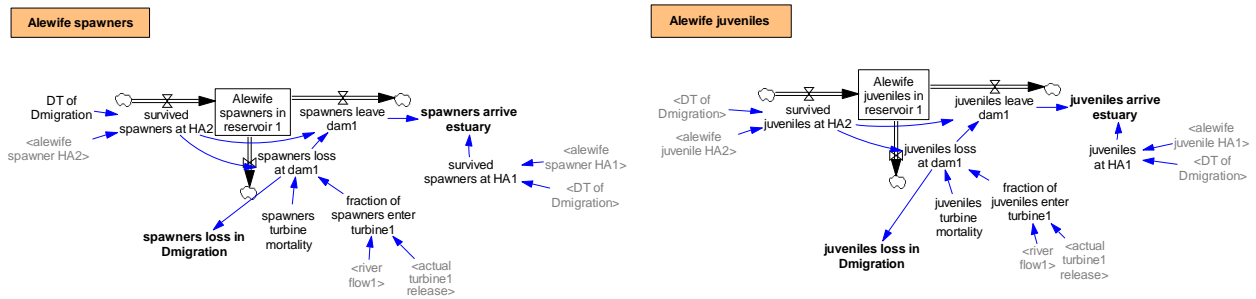 Alewife spawners
DT of
Dmigration
<alewife
spawner HA2>
survived
spawners at HA2
Alewife
spawners in
reservoir 1
spawners leave
dam1
spawners arrive
estuary
spawners loss
at dam1
survived
spawners at HA1
<alewife
spawner HA1>
<DT of
Dmigration>
spawners loss in
Dmigration
spawners
turbine
mortality
fraction of
spawners enter
turbine1
<river
flow1>
<actual
turbine1
release>
Alewife juveniles
<DT of
Dmigration>
<alewife
juvenile HA2>
survived
juveniles at HA2
Alewife
juveniles in
reservoir 1
juveniles leave
dam1
juveniles arrive
estuary
juveniles loss
at dam1
juveniles
at HA1
<alewife
juvenile HA1>
<DT of
Dmigration>
juveniles loss in
Dmigration
juveniles
turbine
mortality
fraction of
juveniles enter
turbine1
<river
flow1>
<actual
turbine1
release>